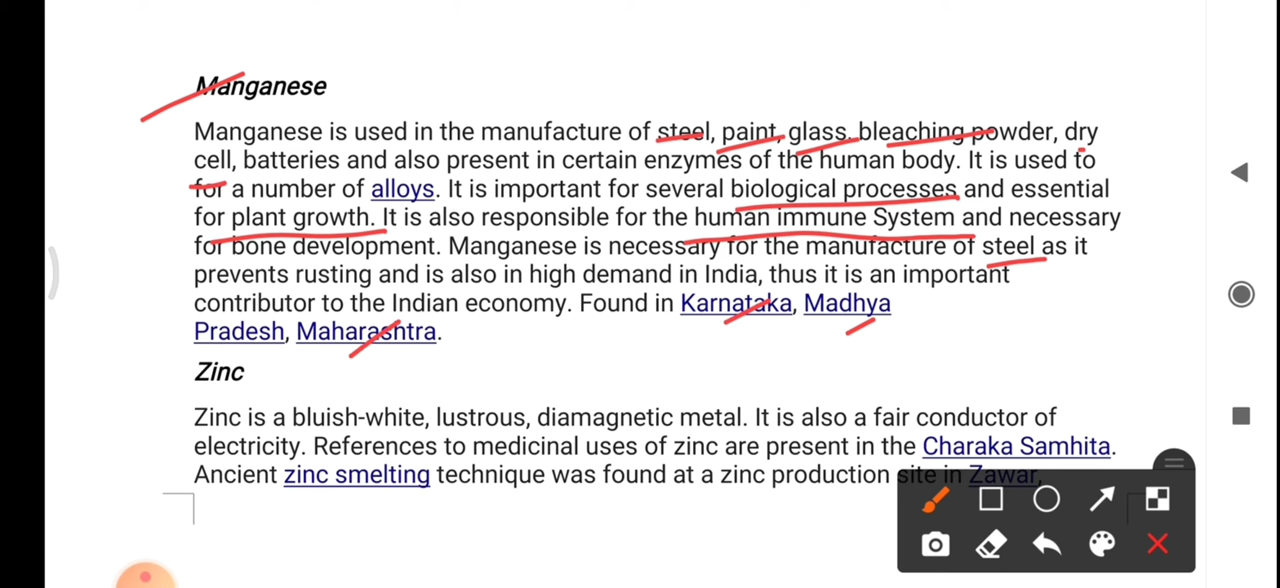 Manganese
Manganese is used in the manufacture of steel, paint, glass, bleaching powder, dry
cell, batteries and also present in certain enzymes of the human body. It is used to
for a number of alloys. It is important for several biological processes and essential
for plant growth. It is also responsible for the human immune System and necessary
for bone development. Manganese is necessary for the manufacture of steel as it
prevents rusting and is also in high demand in India, thus it is an important
contributor to the Indian economy. Found in Karnataka, Madhya
Pradesh, Maharashtra.
Zinc
Zinc is a bluish-white, lustrous, diamagnetic metal. It is also a fair conductor of
electricity. References to medicinal uses of zinc are present in the Charaka Samhita.
Ancient zinc smelting technique was found at a zinc production site in Zawar,